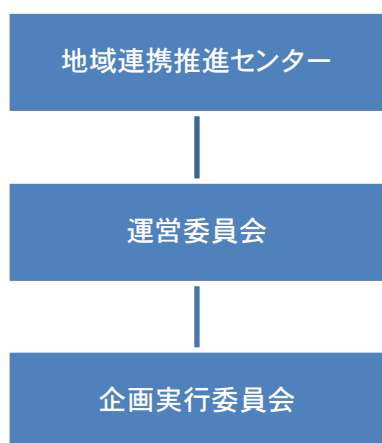 地域連携推進センター
運営委員会
企画実行委員会